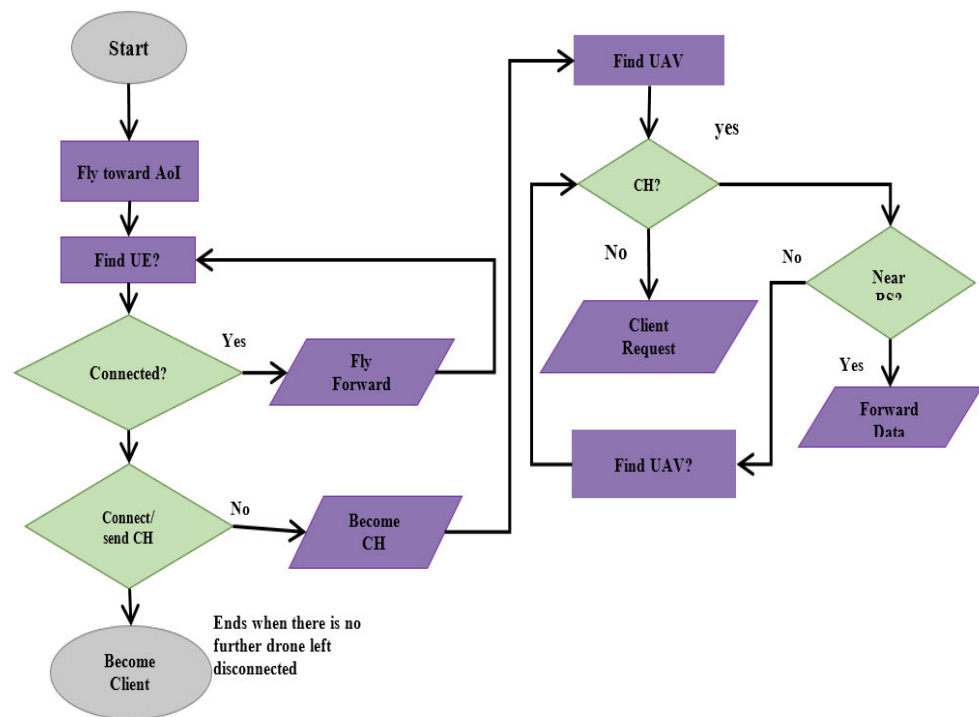 Start
Fly toward AoI
Find UE?
Connected?
Yes
Fly
Forward
Connect/
send CH
No
Become
CH
Become
Client
Ends when there is no
further drone left
disconnected
Find UAV
yes
CH?
No
Client
Request
No
Near
Yes
Forward
Data
Find UAV?